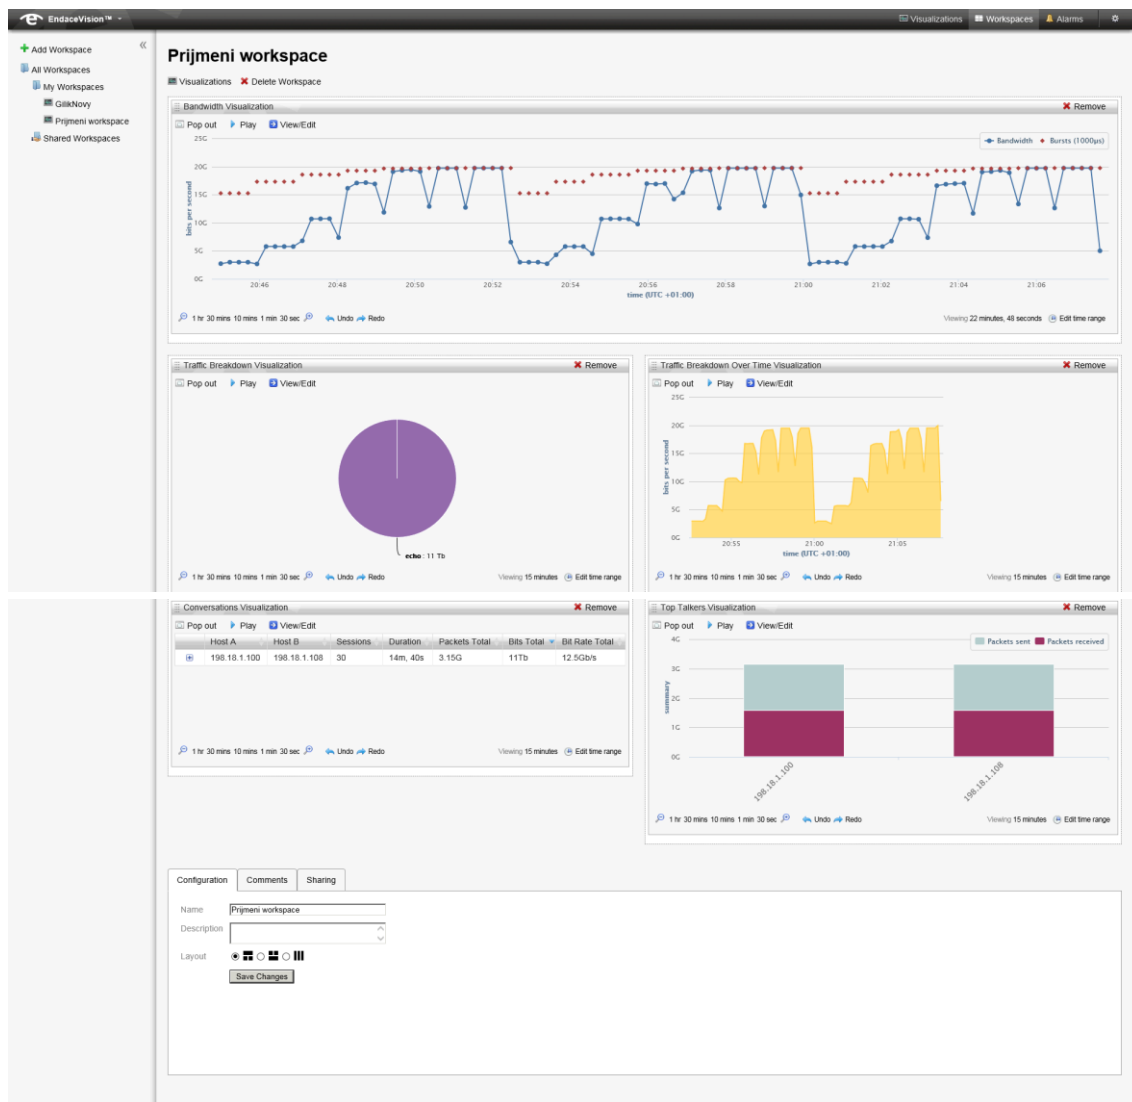 EndaceVision™
Visualizations Workspaces Alarms
Add Workspace
All Workspaces
My Workspaces
GilikNovy
Prijmeni workspace
Shared Workspaces
Prijmeni workspace
Visualizations Delete Workspace
Bandwidth Visualization Remove
Pop out Play View/Edit
Bandwidth Bursts (1000µs)
25G
20G
15G
10G
5G
0G
bits per second
20:46 20:48 20:50 20:52 20:54 20:56 20:58 21:00 21:02 21:04 21:06
time (UTC +01:00)
1 hr 30 mins 10 mins 1 min 30 sec Undo Redo Viewing 22 minutes, 48 seconds Edit time range
Traffic Breakdown Visualization Remove
Pop out Play View/Edit
echo : 11 Tb
1 hr 30 mins 10 mins 1 min 30 sec Undo Redo Viewing 15 minutes Edit time range
Traffic Breakdown Over Time Visualization Remove
Pop out Play View/Edit
25G
20G
15G
10G
5G
0G
bits per second
20:55 21:00 21:05
time (UTC +01:00)
1 hr 30 mins 10 mins 1 min 30 sec Undo Redo Viewing 15 minutes Edit time range
Conversations Visualization Remove
Pop out Play View/Edit
Host A Host B Sessions Duration Packets Total Bits Total Bit Rate Total
198.18.1.100 198.18.1.108 30 14m, 40s 3.15G 11Tb 12.5Gb/s
1 hr 30 mins 10 mins 1 min 30 sec Undo Redo Viewing 15 minutes Edit time range
Top Talkers Visualization Remove
Pop out Play View/Edit
Packets sent Packets received
4G
3G
2G
1G
0G
summary
198.18.1.100 198.18.1.108
1 hr 30 mins 10 mins 1 min 30 sec Undo Redo Viewing 15 minutes Edit time range
Configuration Comments Sharing
Name Prijmeni workspace
Description
Layout
Save Changes